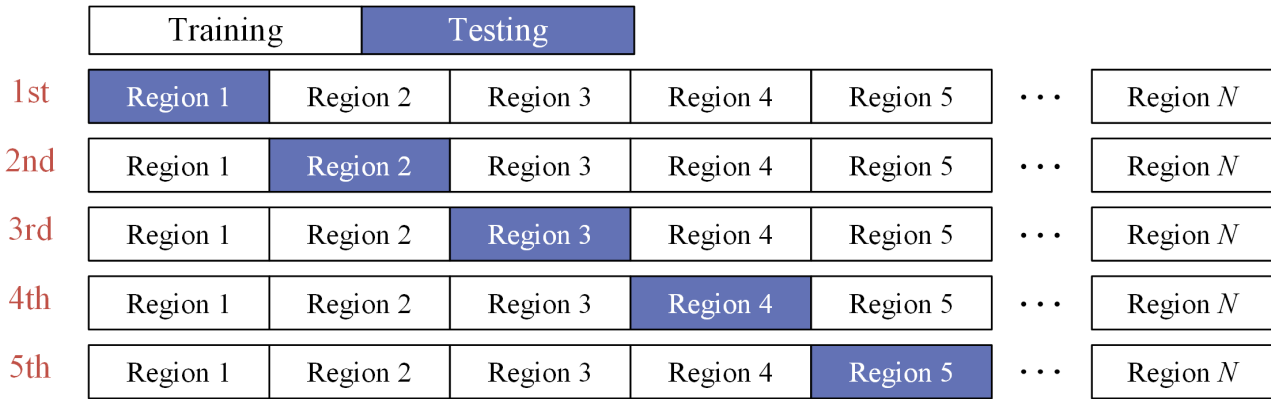 Training Testing
1st Region 1 Region 2 Region 3 Region 4 Region 5 ··· Region N
2nd Region 1 Region 2 Region 3 Region 4 Region 5 ··· Region N
3rd Region 1 Region 2 Region 3 Region 4 Region 5 ··· Region N
4th Region 1 Region 2 Region 3 Region 4 Region 5 ··· Region N
5th Region 1 Region 2 Region 3 Region 4 Region 5 ··· Region N